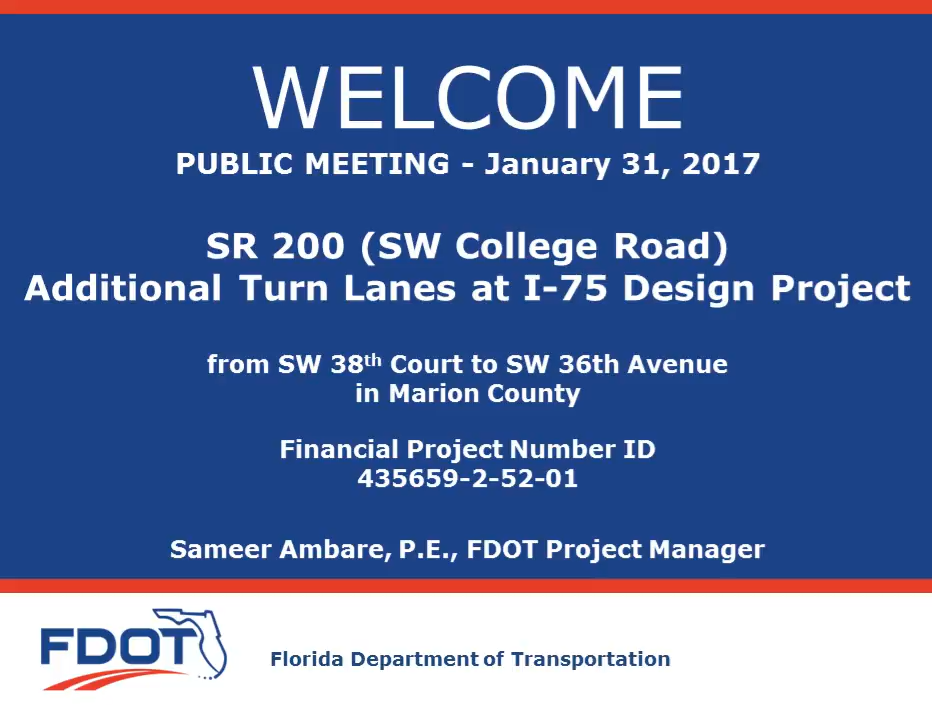 WELCOME
PUBLIC MEETING - January 31, 2017
SR 200 (SW College Road)
Additional Turn Lanes at I-75 Design Project
from SW 38th Court to SW 36th Avenue
in Marion County
Financial Project Number ID
435659-2-52-01
Sameer Ambare, P.E., FDOT Project Manager
FDOT
Florida Department of Transportation